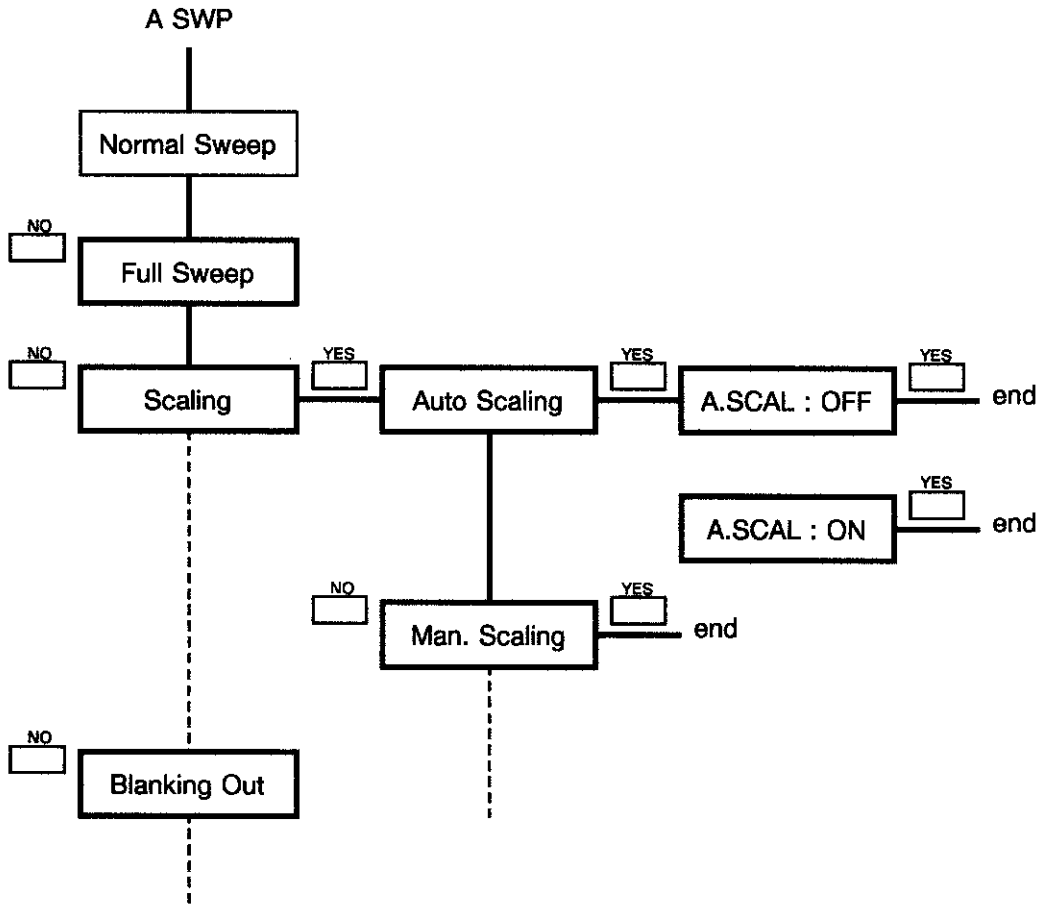 A SWP
Normal Sweep
NO
Full Sweep
NO
Scaling
YES
Auto Scaling
YES
A.SCAL : OFF
YES
end
YES
A.SCAL : ON
end
NO
Man. Scaling
YES
end
NO
Blanking Out